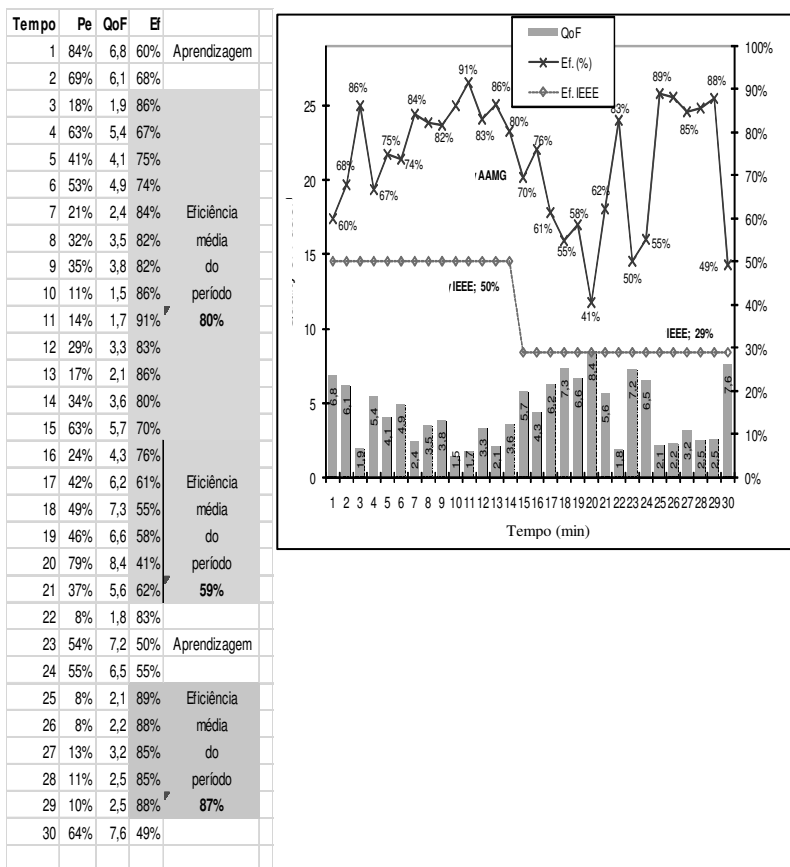 Tempo Pe QoF Ef
1 84% 6,8 60% Aprendizagem
2 69% 6,1 68%
3 18% 1,9 86%
4 63% 5,4 67%
5 41% 4,1 75%
6 53% 4,9 74%
7 21% 2,4 84% Eficiência
8 32% 3,5 82% média
9 35% 3,8 82% do
10 11% 1,5 86% período
11 14% 1,7 91% 80%
12 29% 3,3 83%
13 17% 2,1 86%
14 34% 3,6 80%
15 63% 5,7 70%
16 24% 4,3 76%
17 42% 6,2 61% Eficiência
18 49% 7,3 55% média
19 46% 6,6 58% do
20 79% 8,4 41% período
21 37% 5,6 62% 59%
22 8% 1,8 83%
23 54% 7,2 50% Aprendizagem
24 55% 6,5 55%
25 8% 2,1 89% Eficiência
26 8% 2,2 88% média
27 13% 3,2 85% do
28 11% 2,5 85% período
29 10% 2,5 88% 87%
30 64% 7,6 49%
QoF
Ef. (%)
Ef. IEEE
25
20
15
10
5
0
100%
90%
80%
70%
60%
50%
40%
30%
20%
10%
0%
60% 68% 86% 67% 75% 74% 84% 82% 91% 83% 86% 80% 70% 76% 61% 55% 58% 41% 62% 83% 50% 55% 89% 85% 88% 49%
AAMG
IEEE; 50%
IEEE; 29%
6,8 6,1 1,9 5,4 4,1 4,9 2,4 3,5 3,8 1,5 1,7 3,3 2,1 3,6 5,7 4,3 6,2 7,3 6,6 8,4 5,6 1,8 7,2 6,5 2,1 2,2 3,2 2,5 2,5 7,6
1 2 3 4 5 6 7 8 9 10 11 12 13 14 15 16 17 18 19 20 21 22 23 24 25 26 27 28 29 30
Tempo (min)